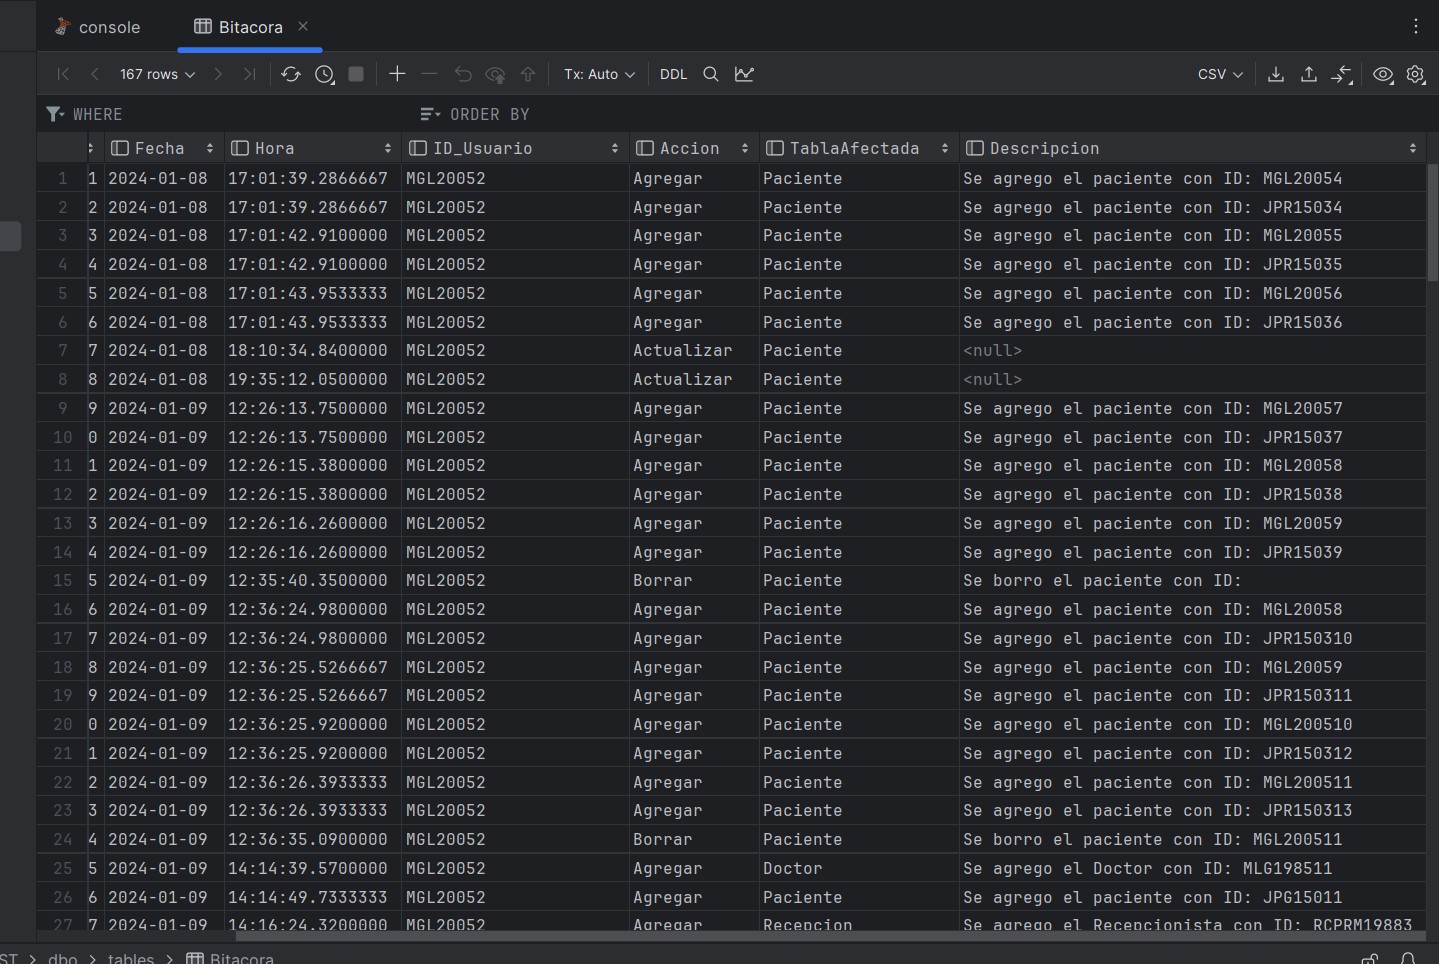 console Bitacora
167 rows Tx: Auto DDL CSV
WHERE ORDER BY
Fecha Hora ID_Usuario Accion TablaAfectada Descripcion
1 1 2024-01-08 17:01:39.2866667 MGL20052 Agregar Paciente Se agrego el paciente con ID: MGL20054
2 2 2024-01-08 17:01:39.2866667 MGL20052 Agregar Paciente Se agrego el paciente con ID: JPR15034
3 3 2024-01-08 17:01:42.9100000 MGL20052 Agregar Paciente Se agrego el paciente con ID: MGL20055
4 4 2024-01-08 17:01:42.9100000 MGL20052 Agregar Paciente Se agrego el paciente con ID: JPR15035
5 5 2024-01-08 17:01:43.9533333 MGL20052 Agregar Paciente Se agrego el paciente con ID: MGL20056
6 6 2024-01-08 17:01:43.9533333 MGL20052 Agregar Paciente Se agrego el paciente con ID: JPR15036
7 7 2024-01-08 18:10:34.8400000 MGL20052 Actualizar Paciente <null>
8 8 2024-01-08 19:35:12.0500000 MGL20052 Actualizar Paciente <null>
9 9 2024-01-09 12:26:13.7500000 MGL20052 Agregar Paciente Se agrego el paciente con ID: MGL20057
10 0 2024-01-09 12:26:13.7500000 MGL20052 Agregar Paciente Se agrego el paciente con ID: JPR15037
11 1 2024-01-09 12:26:15.3800000 MGL20052 Agregar Paciente Se agrego el paciente con ID: MGL20058
12 2 2024-01-09 12:26:15.3800000 MGL20052 Agregar Paciente Se agrego el paciente con ID: JPR15038
13 3 2024-01-09 12:26:16.2600000 MGL20052 Agregar Paciente Se agrego el paciente con ID: MGL20059
14 4 2024-01-09 12:26:16.2600000 MGL20052 Agregar Paciente Se agrego el paciente con ID: JPR15039
15 5 2024-01-09 12:35:40.3500000 MGL20052 Borrar Paciente Se borro el paciente con ID:
16 6 2024-01-09 12:36:24.9800000 MGL20052 Agregar Paciente Se agrego el paciente con ID: MGL20058
17 7 2024-01-09 12:36:24.9800000 MGL20052 Agregar Paciente Se agrego el paciente con ID: JPR150310
18 8 2024-01-09 12:36:25.5266667 MGL20052 Agregar Paciente Se agrego el paciente con ID: MGL20059
19 9 2024-01-09 12:36:25.5266667 MGL20052 Agregar Paciente Se agrego el paciente con ID: JPR150311
20 0 2024-01-09 12:36:25.9200000 MGL20052 Agregar Paciente Se agrego el paciente con ID: MGL200510
21 1 2024-01-09 12:36:25.9200000 MGL20052 Agregar Paciente Se agrego el paciente con ID: JPR150312
22 2 2024-01-09 12:36:26.3933333 MGL20052 Agregar Paciente Se agrego el paciente con ID: MGL200511
23 3 2024-01-09 12:36:26.3933333 MGL20052 Agregar Paciente Se agrego el paciente con ID: JPR150313
24 4 2024-01-09 12:36:35.0900000 MGL20052 Borrar Paciente Se borro el paciente con ID: MGL200511
25 5 2024-01-09 14:14:39.5700000 MGL20052 Agregar Doctor Se agrego el Doctor con ID: MLG198511
26 6 2024-01-09 14:14:49.7333333 MGL20052 Agregar Paciente Se agrego el paciente con ID: JPG15011
27 7 2024-01-09 14:16:24.3200000 MGL20052 Agregar Recepcion Se agrego el Recepcionista con ID: RCPRM19883
ST > dbo > tables > Bitacora